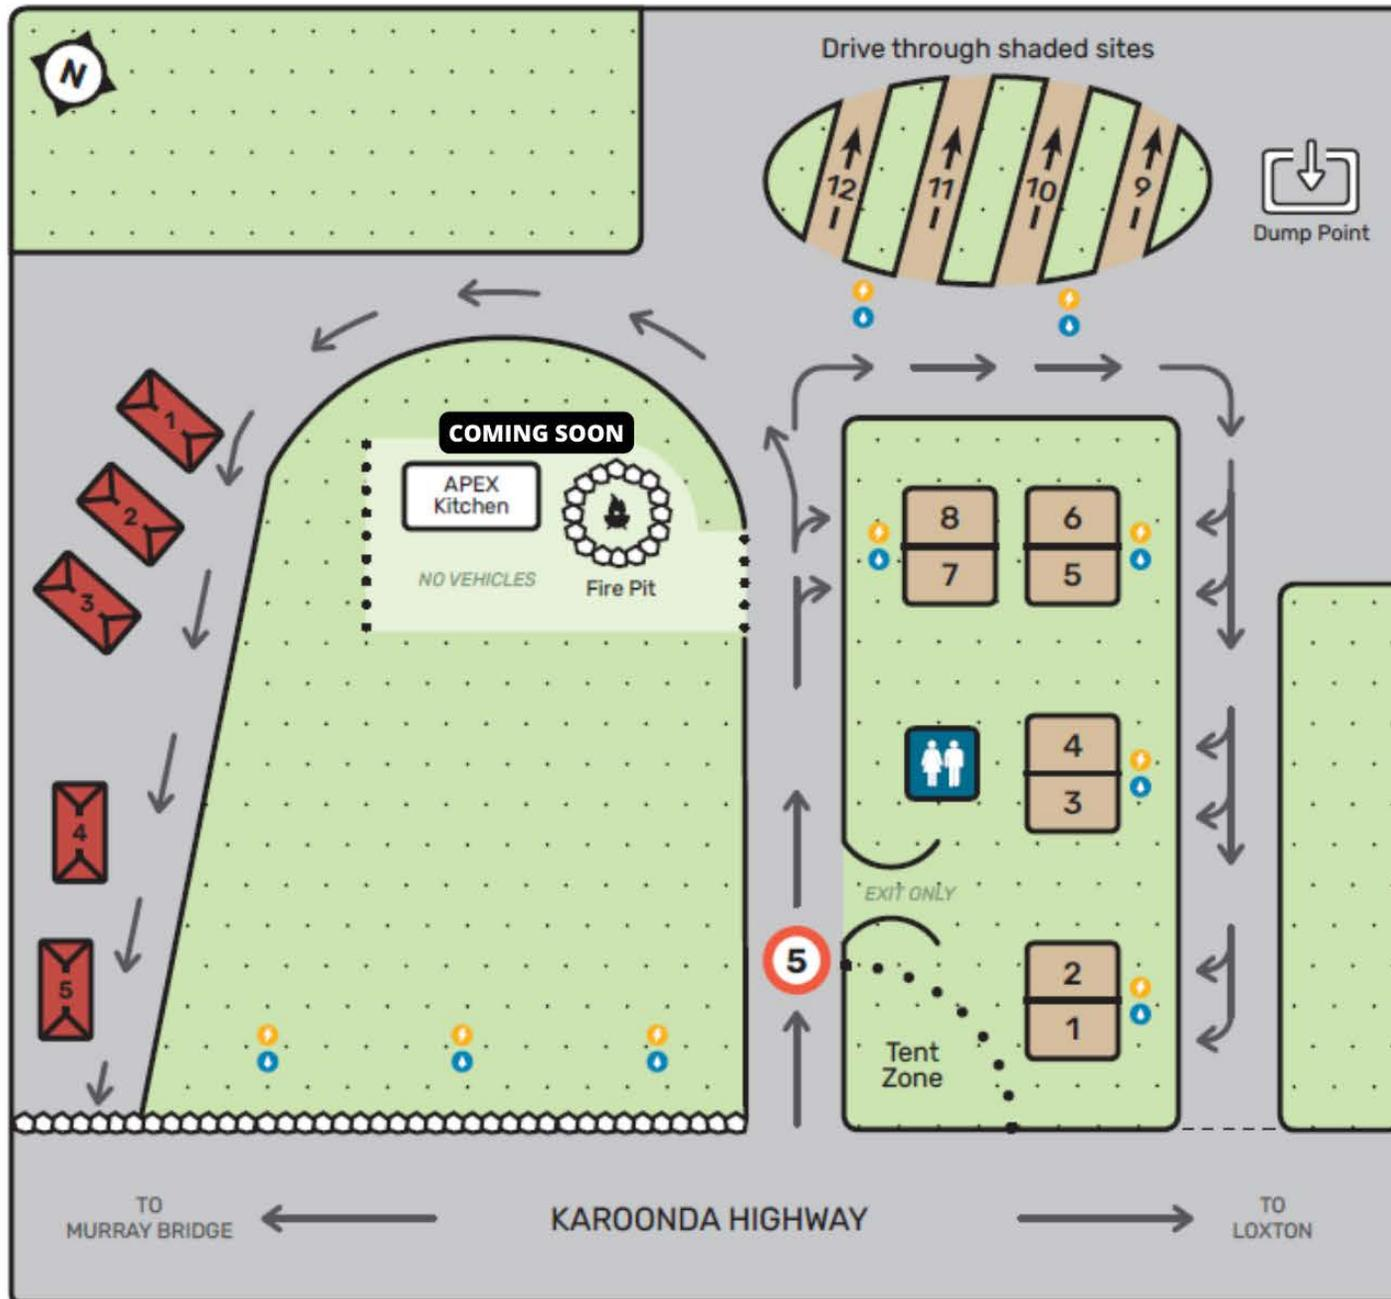 N
Drive through shaded sites
12
11
10
9
Dump Point
COMING SOON
APEX
Kitchen
NO VEHICLES
Fire Pit
1
2
3
4
5
8
6
7
5
4
3
EXIT ONLY
5
2
1
Tent
Zone
TO
MURRAY BRIDGE
KAROONDA HIGHWAY
TO
LOXTON